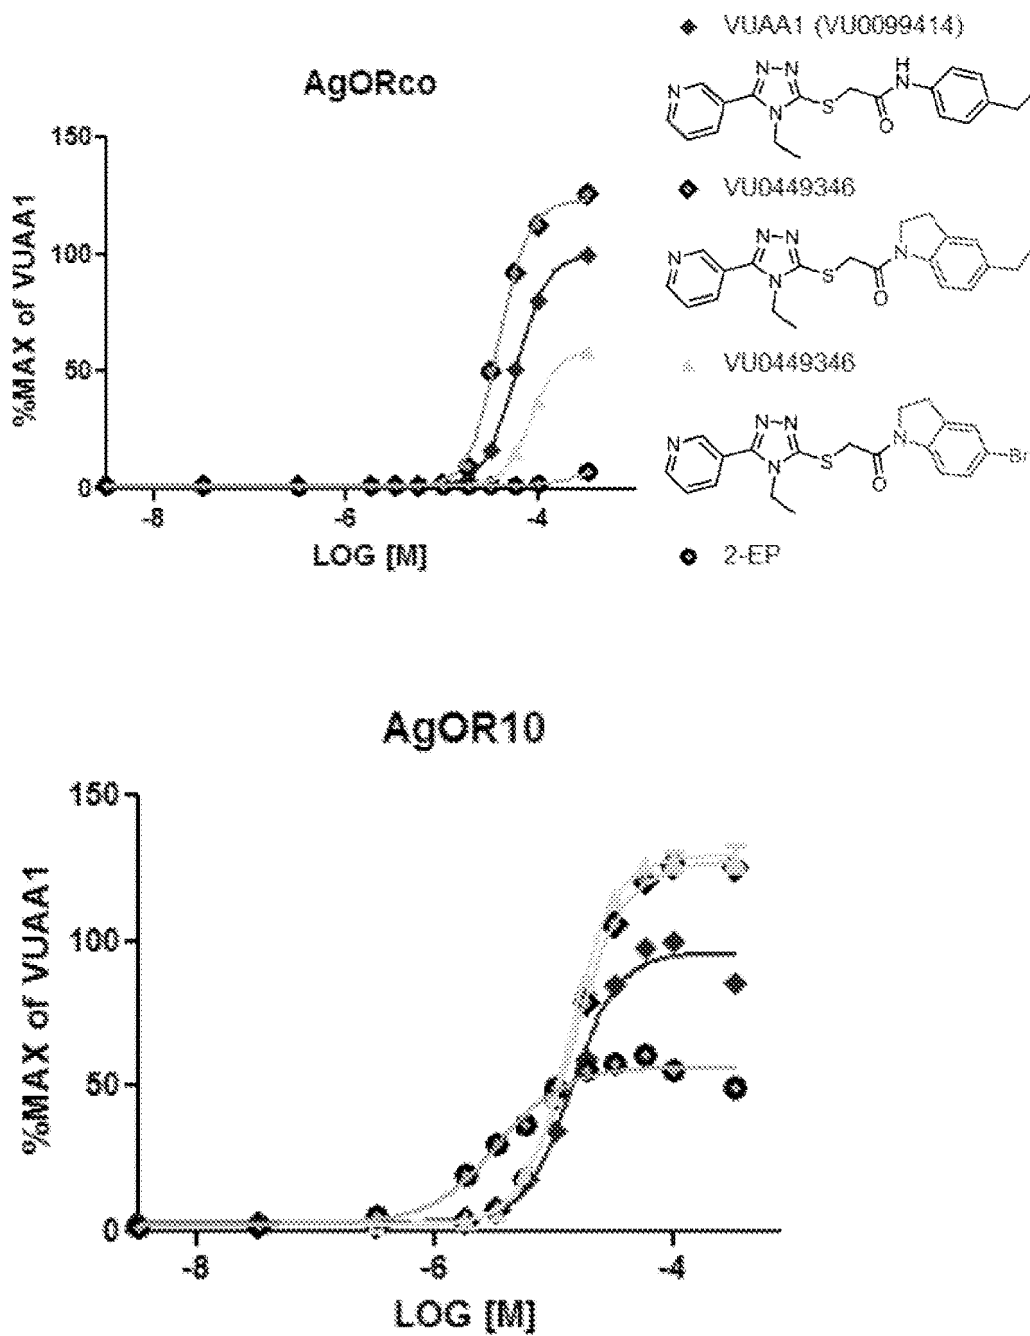 AgORco
150
100
50
0
-8
-6
-4
%MAX of VUAA1
LOG [M]
VUAA1 (VU0099414)
N-N
N
N
S
O
H
N
VU0449346
N-N
N
N
S
O
N
VU0449346
N-N
N
N
S
O
N
Br
2-EP
AgOR10
150
100
50
0
-8
-6
-4
%MAX of VUAA1
LOG [M]